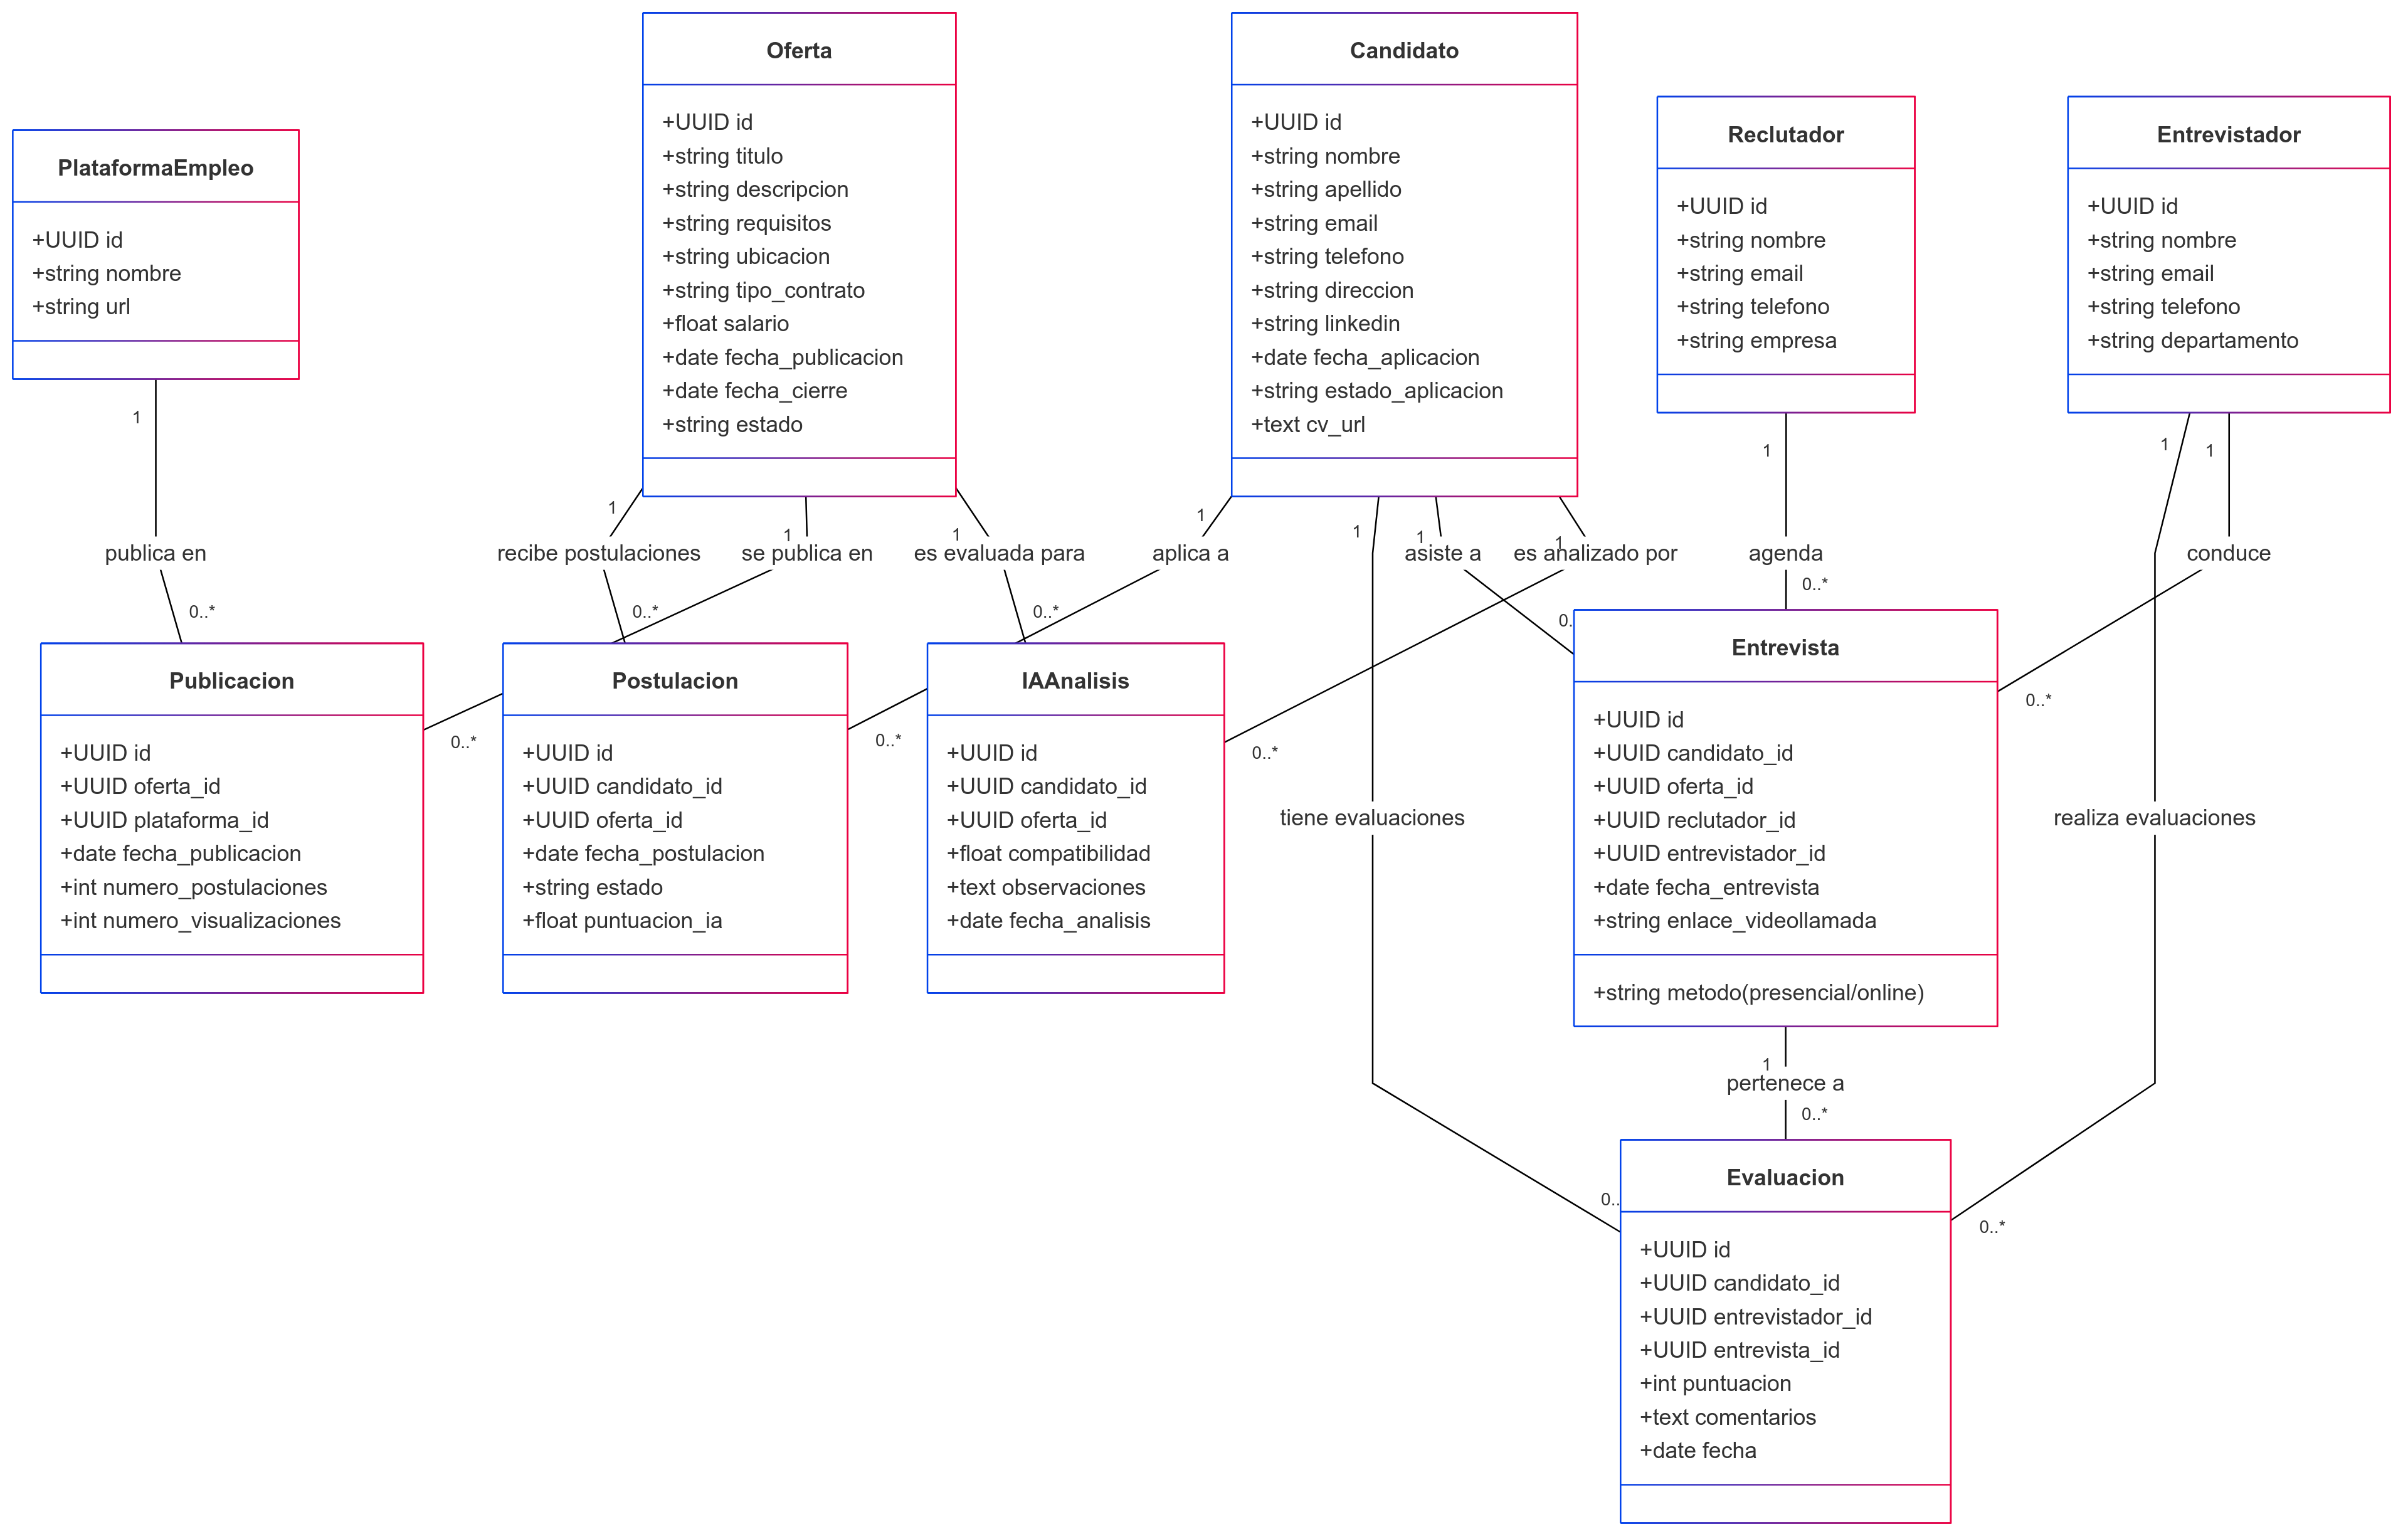 PlataformaEmpleo
+UUID id
+string nombre
+string url
Oferta
+UUID id
+string titulo
+string descripcion
+string requisitos
+string ubicacion
+string tipo_contrato
+float salario
+date fecha_publicacion
+date fecha_cierre
+string estado
Candidato
+UUID id
+string nombre
+string apellido
+string email
+string telefono
+string direccion
+string linkedin
+date fecha_aplicacion
+string estado_aplicacion
+text cv_url
Reclutador
+UUID id
+string nombre
+string email
+string telefono
+string empresa
Entrevistador
+UUID id
+string nombre
+string email
+string telefono
+string departamento
1
1
1
1
1
1
1
1
1
1
1
publica en
recibe postulaciones
se publica en
es evaluada para
aplica a
asiste a
es analizado por
agenda
conduce
0..*
0..*
0..*
0..
0..*
0..*
0..*
0..*
0..*
Publicacion
+UUID id
+UUID oferta_id
+UUID plataforma_id
+date fecha_publicacion
+int numero_postulaciones
+int numero_visualizaciones
Postulacion
+UUID id
+UUID candidato_id
+UUID oferta_id
+date fecha_postulacion
+string estado
+float puntuacion_ia
IAAnalisis
+UUID id
+UUID candidato_id
+UUID oferta_id
+float compatibilidad
+text observaciones
+date fecha_analisis
tiene evaluaciones
Entrevista
+UUID id
+UUID candidato_id
+UUID oferta_id
+UUID reclutador_id
+UUID entrevistador_id
+date fecha_entrevista
+string enlace_videollamada
+string metodo(presencial/online)
realiza evaluaciones
1
pertenece a
0..*
0..
0..*
Evaluacion
+UUID id
+UUID candidato_id
+UUID entrevistador_id
+UUID entrevista_id
+int puntuacion
+text comentarios
+date fecha